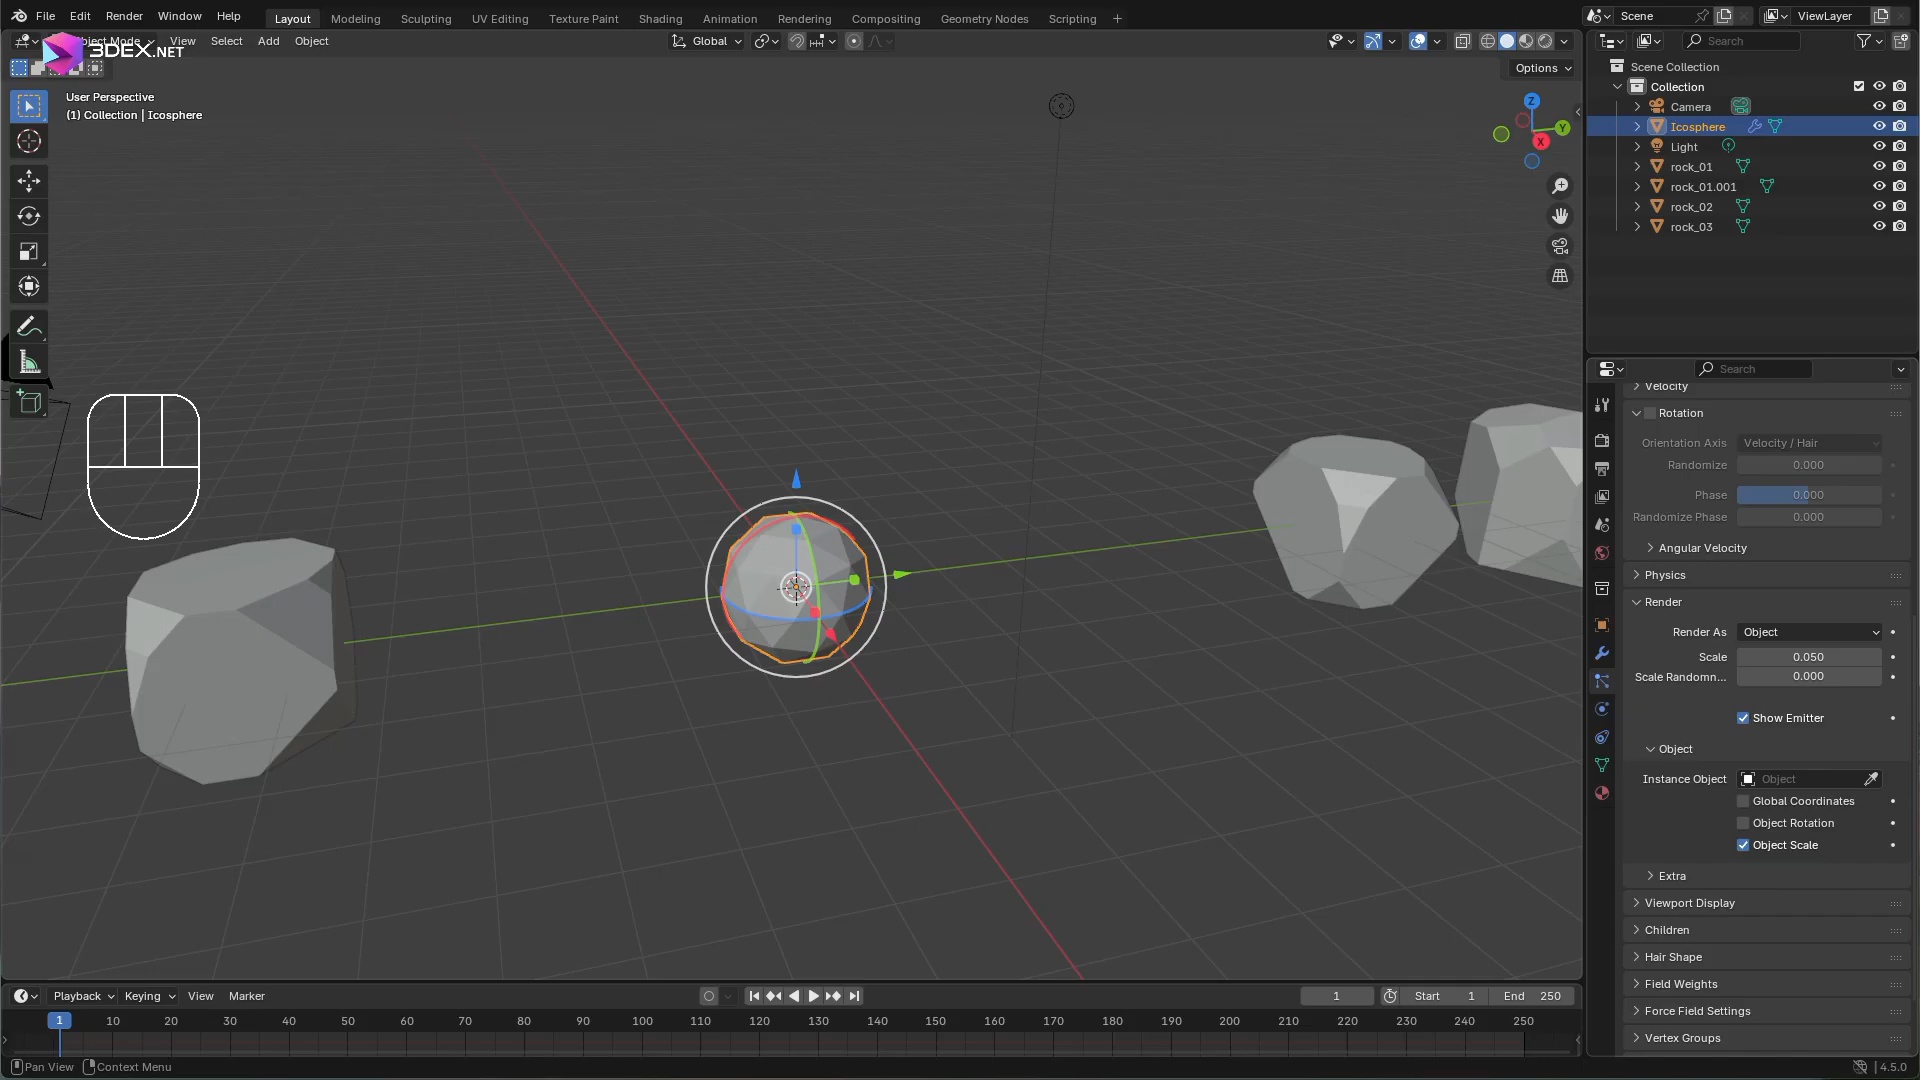 File Edit Render Window Help Layout Modeling Sculpting UV Editing Texture Paint Shading Animation Rendering Compositing Geometry Nodes Scripting + Scene ViewLayer
ject Mode View Select Add Object Global Search
3DEX.NET
Options
User Perspective
(1) Collection | Icosphere
Z
Y
X
Scene Collection
Collection
Camera
Icosphere
Light
rock_01
rock_01.001
rock_02
rock_03
Search
Velocity
Rotation
Orientation Axis Velocity / Hair
Randomize 0.000
Phase 0.000
Randomize Phase 0.000
Angular Velocity
Physics
Render
Render As Object
Scale 0.050
Scale Randomn... 0.000
Show Emitter
Object
Instance Object Object
Global Coordinates
Object Rotation
Object Scale
Extra
Viewport Display
Children
Hair Shape
Field Weights
Force Field Settings
Vertex Groups
Playback Keying View Marker 1 Start 1 End 250
1 10 20 30 40 50 60 70 80 90 100 110 120 130 140 150 160 170 180 190 200 210 220 230 240 250
Pan View Context Menu 4.5.0